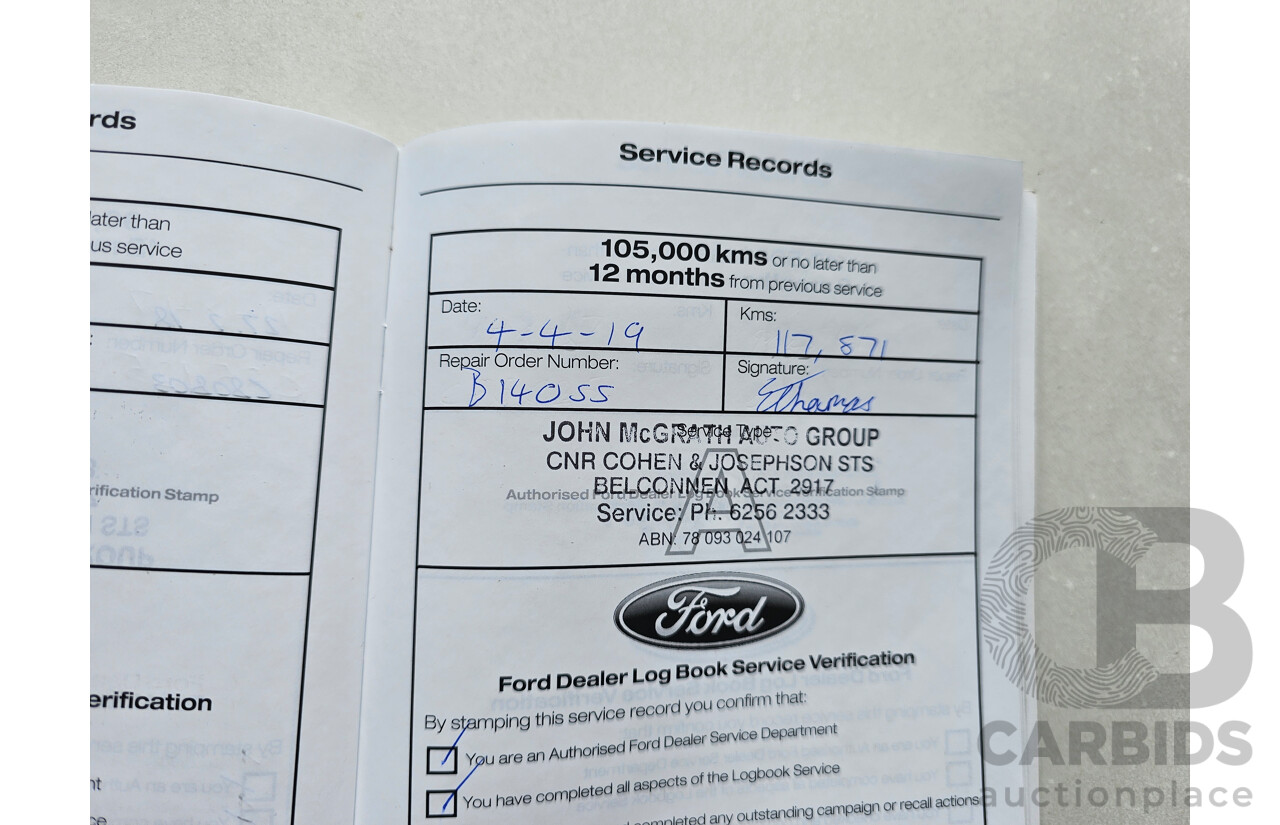 rds
later than
us service
rification Stamp
erification
nt
ce
Service Records
105,000 kms or no later than
12 months from previous service
Date:
4-4-19
Kms:
117,871
Repair Order Number:
B14055
Signature:
EThomas
Service Type
A
Authorised Ford Dealer Log Book Service Verification Stamp
JOHN McGRATH AUTO GROUP
CNR COHEN & JOSEPHSON STS
BELCONNEN ACT 2917
Service: Ph: 6256 2333
ABN: 78 093 024 107
Ford
Ford Dealer Log Book Service Verification
By stamping this service record you confirm that:
You are an Authorised Ford Dealer Service Department
You have completed all aspects of the Logbook Service
completed any outstanding campaign or recall actions
CB
CARBIDS
auctionplace